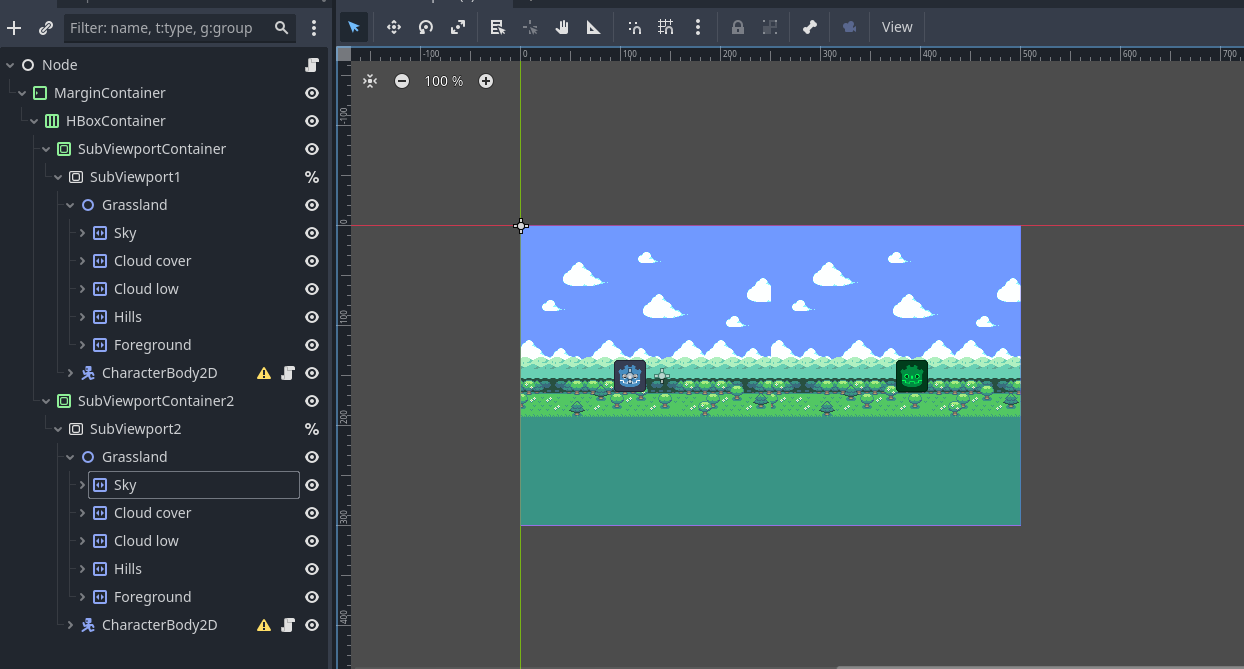 Filter: name, t:type, g:group
View
Node
MarginContainer
HBoxContainer
SubViewportContainer
SubViewport1
%
Grassland
Sky
Cloud cover
Cloud low
Hills
Foreground
CharacterBody2D
SubViewportContainer2
SubViewport2
%
Grassland
Sky
Cloud cover
Cloud low
Hills
Foreground
CharacterBody2D
-100 0 100 200 300 400 500 600 700
100 %
-100
0
100
200
300
400